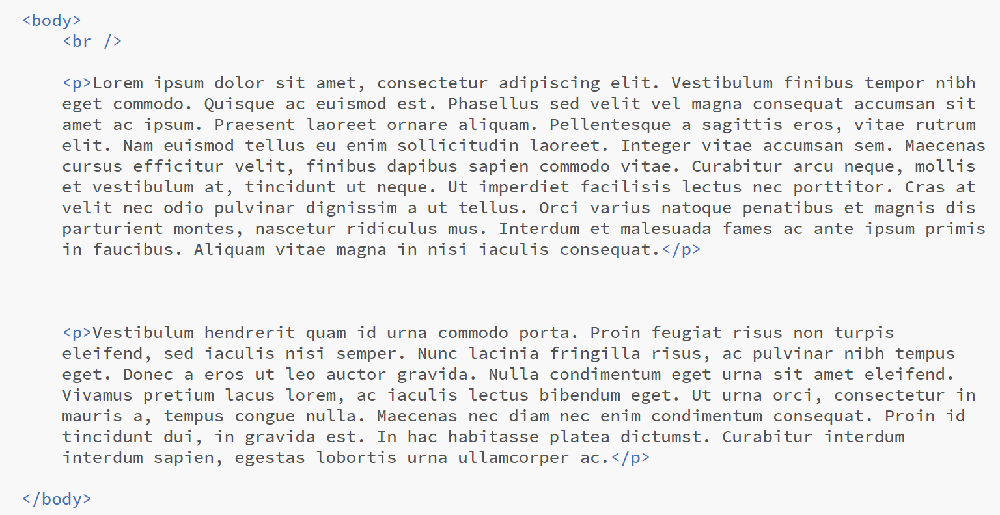 <body>
<br />
<p>Lorem ipsum dolor sit amet, consectetur adipiscing elit. Vestibulum finibus tempor nibh
eget commodo. Quisque ac euismod est. Phasellus sed velit vel magna consequat accumsan sit
amet ac ipsum. Praesent laoreet ornare aliquam. Pellentesque a sagittis eros, vitae rutrum
elit. Nam euismod tellus eu enim sollicitudin laoreet. Integer vitae accumsan sem. Maecenas
cursus efficitur velit, finibus dapibus sapien commodo vitae. Curabitur arcu neque, mollis
et vestibulum at, tincidunt ut neque. Ut imperdiet facilisis lectus nec porttitor. Cras at
velit nec odio pulvinar dignissim a ut tellus. Orci varius natoque penatibus et magnis dis
parturient montes, nascetur ridiculus mus. Interdum et malesuada fames ac ante ipsum primis
in faucibus. Aliquam vitae magna in nisi iaculis consequat.</p>
<p>Vestibulum hendrerit quam id urna commodo porta. Proin feugiat risus non turpis
eleifend, sed iaculis nisi semper. Nunc lacinia fringilla risus, ac pulvinar nibh tempus
eget. Donec a eros ut leo auctor gravida. Nulla condimentum eget urna sit amet eleifend.
Vivamus pretium lacus lorem, ac iaculis lectus bibendum eget. Ut urna orci, consectetur in
mauris a, tempus congue nulla. Maecenas nec diam nec enim condimentum consequat. Proin id
tincidunt dui, in gravida est. In hac habitasse platea dictumst. Curabitur interdum
interdum sapien, egestas lobortis urna ullamcorper ac.</p>
</body>